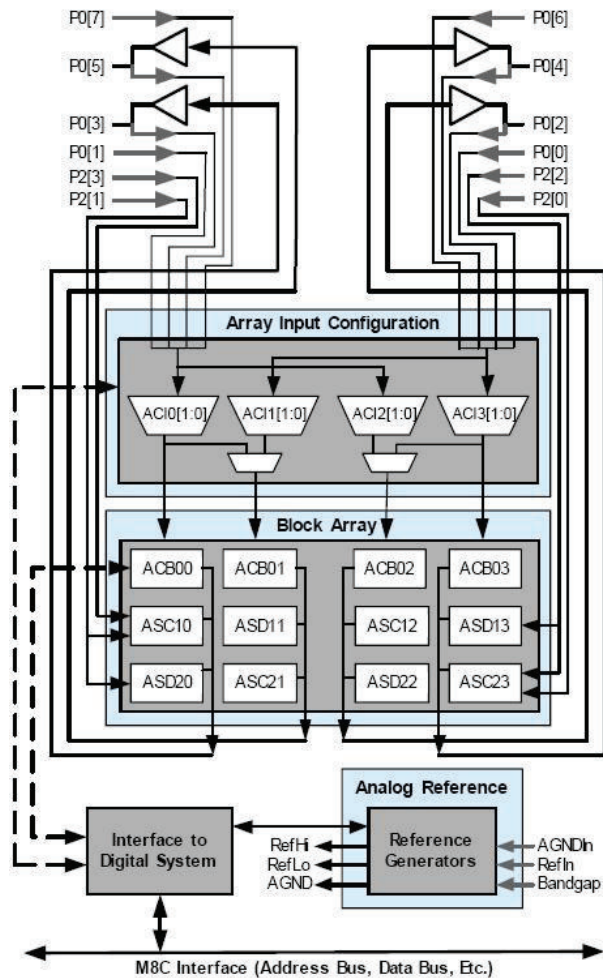 P0[7]
P0[6]
P0[5]
P0[4]
P0[3]
P0[2]
P0[1]
P0[0]
P2[3]
P2[2]
P2[1]
P2[0]
Array Input Configuration
ACI0[1:0]
ACI1[1:0]
ACI2[1:0]
ACI3[1:0]
Block Array
ACB00
ACB01
ACB02
ACB03
ASC10
ASD11
ASC12
ASD13
ASD20
ASC21
ASD22
ASC23
Analog Reference
Interface to
Digital System
RefHi
RefLo
AGND
Reference
Generators
AGNDIn
RefIn
Bandgap
M8C Interface (Address Bus, Data Bus, Etc.)